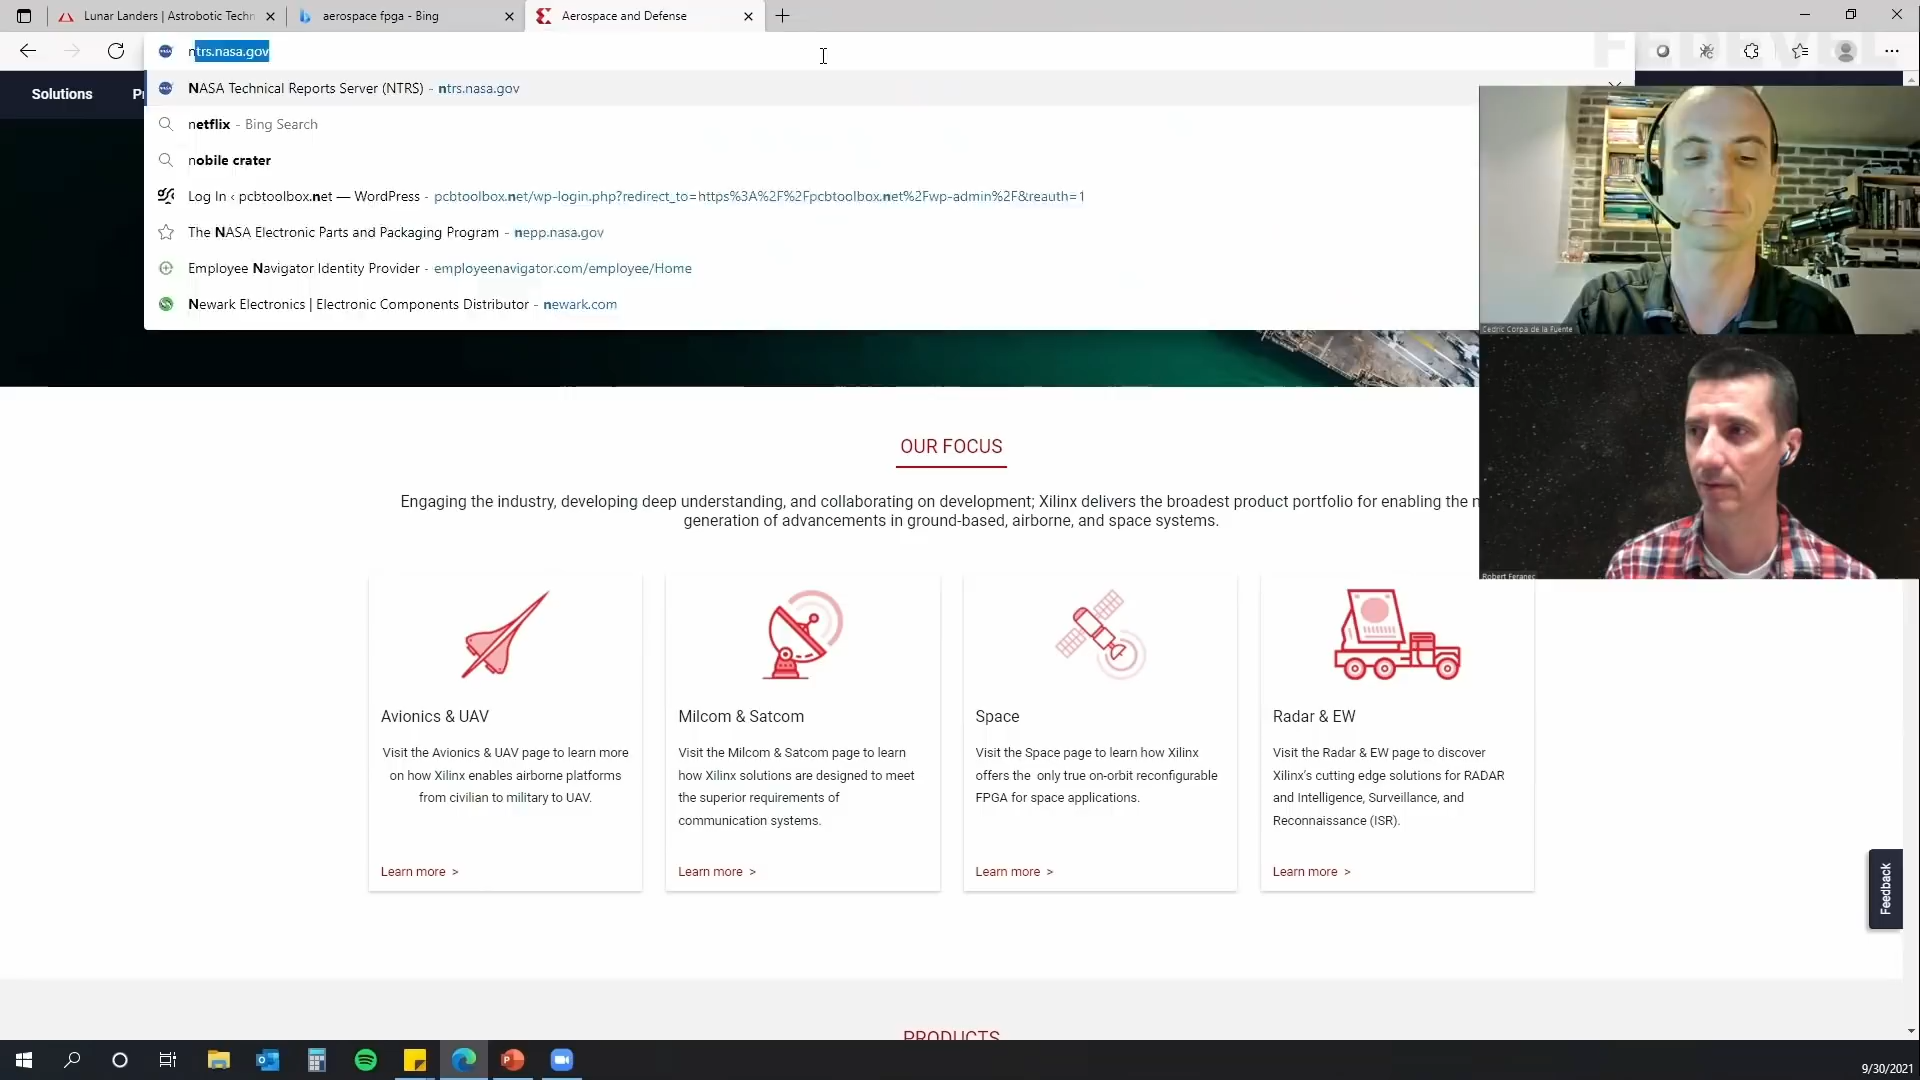 Lunar Landers | Astrobotic Techn
aerospace fpga - Bing
Aerospace and Defense
ntrs.nasa.gov
FEDEVEL
Solutions
NASA Technical Reports Server (NTRS) - ntrs.nasa.gov
netflix - Bing Search
nobile crater
Log In ‹ pcbtoolbox.net — WordPress - pcbtoolbox.net/wp-login.php?redirect_to=https%3A%2F%2Fpcbtoolbox.net%2Fwp-admin%2F&reauth=1
The NASA Electronic Parts and Packaging Program - nepp.nasa.gov
Employee Navigator Identity Provider - employeenavigator.com/employee/Home
Newark Electronics | Electronic Components Distributor - newark.com
Cedric Corpa de la Fuente
Robert Feranec
OUR FOCUS
Engaging the industry, developing deep understanding, and collaborating on development; Xilinx delivers the broadest product portfolio for enabling the
generation of advancements in ground-based, airborne, and space systems.
Avionics & UAV
Visit the Avionics & UAV page to learn more
on how Xilinx enables airborne platforms
from civilian to military to UAV.
Learn more >
Milcom & Satcom
Visit the Milcom & Satcom page to learn
how Xilinx solutions are designed to meet
the superior requirements of
communication systems.
Learn more >
Space
Visit the Space page to learn how Xilinx
offers the only true on-orbit reconfigurable
FPGA for space applications.
Learn more >
Radar & EW
Visit the Radar & EW page to discover
Xilinx's cutting edge solutions for RADAR
and Intelligence, Surveillance, and
Reconnaissance (ISR).
Learn more >
Feedback
PRODUCTS
9/30/2021